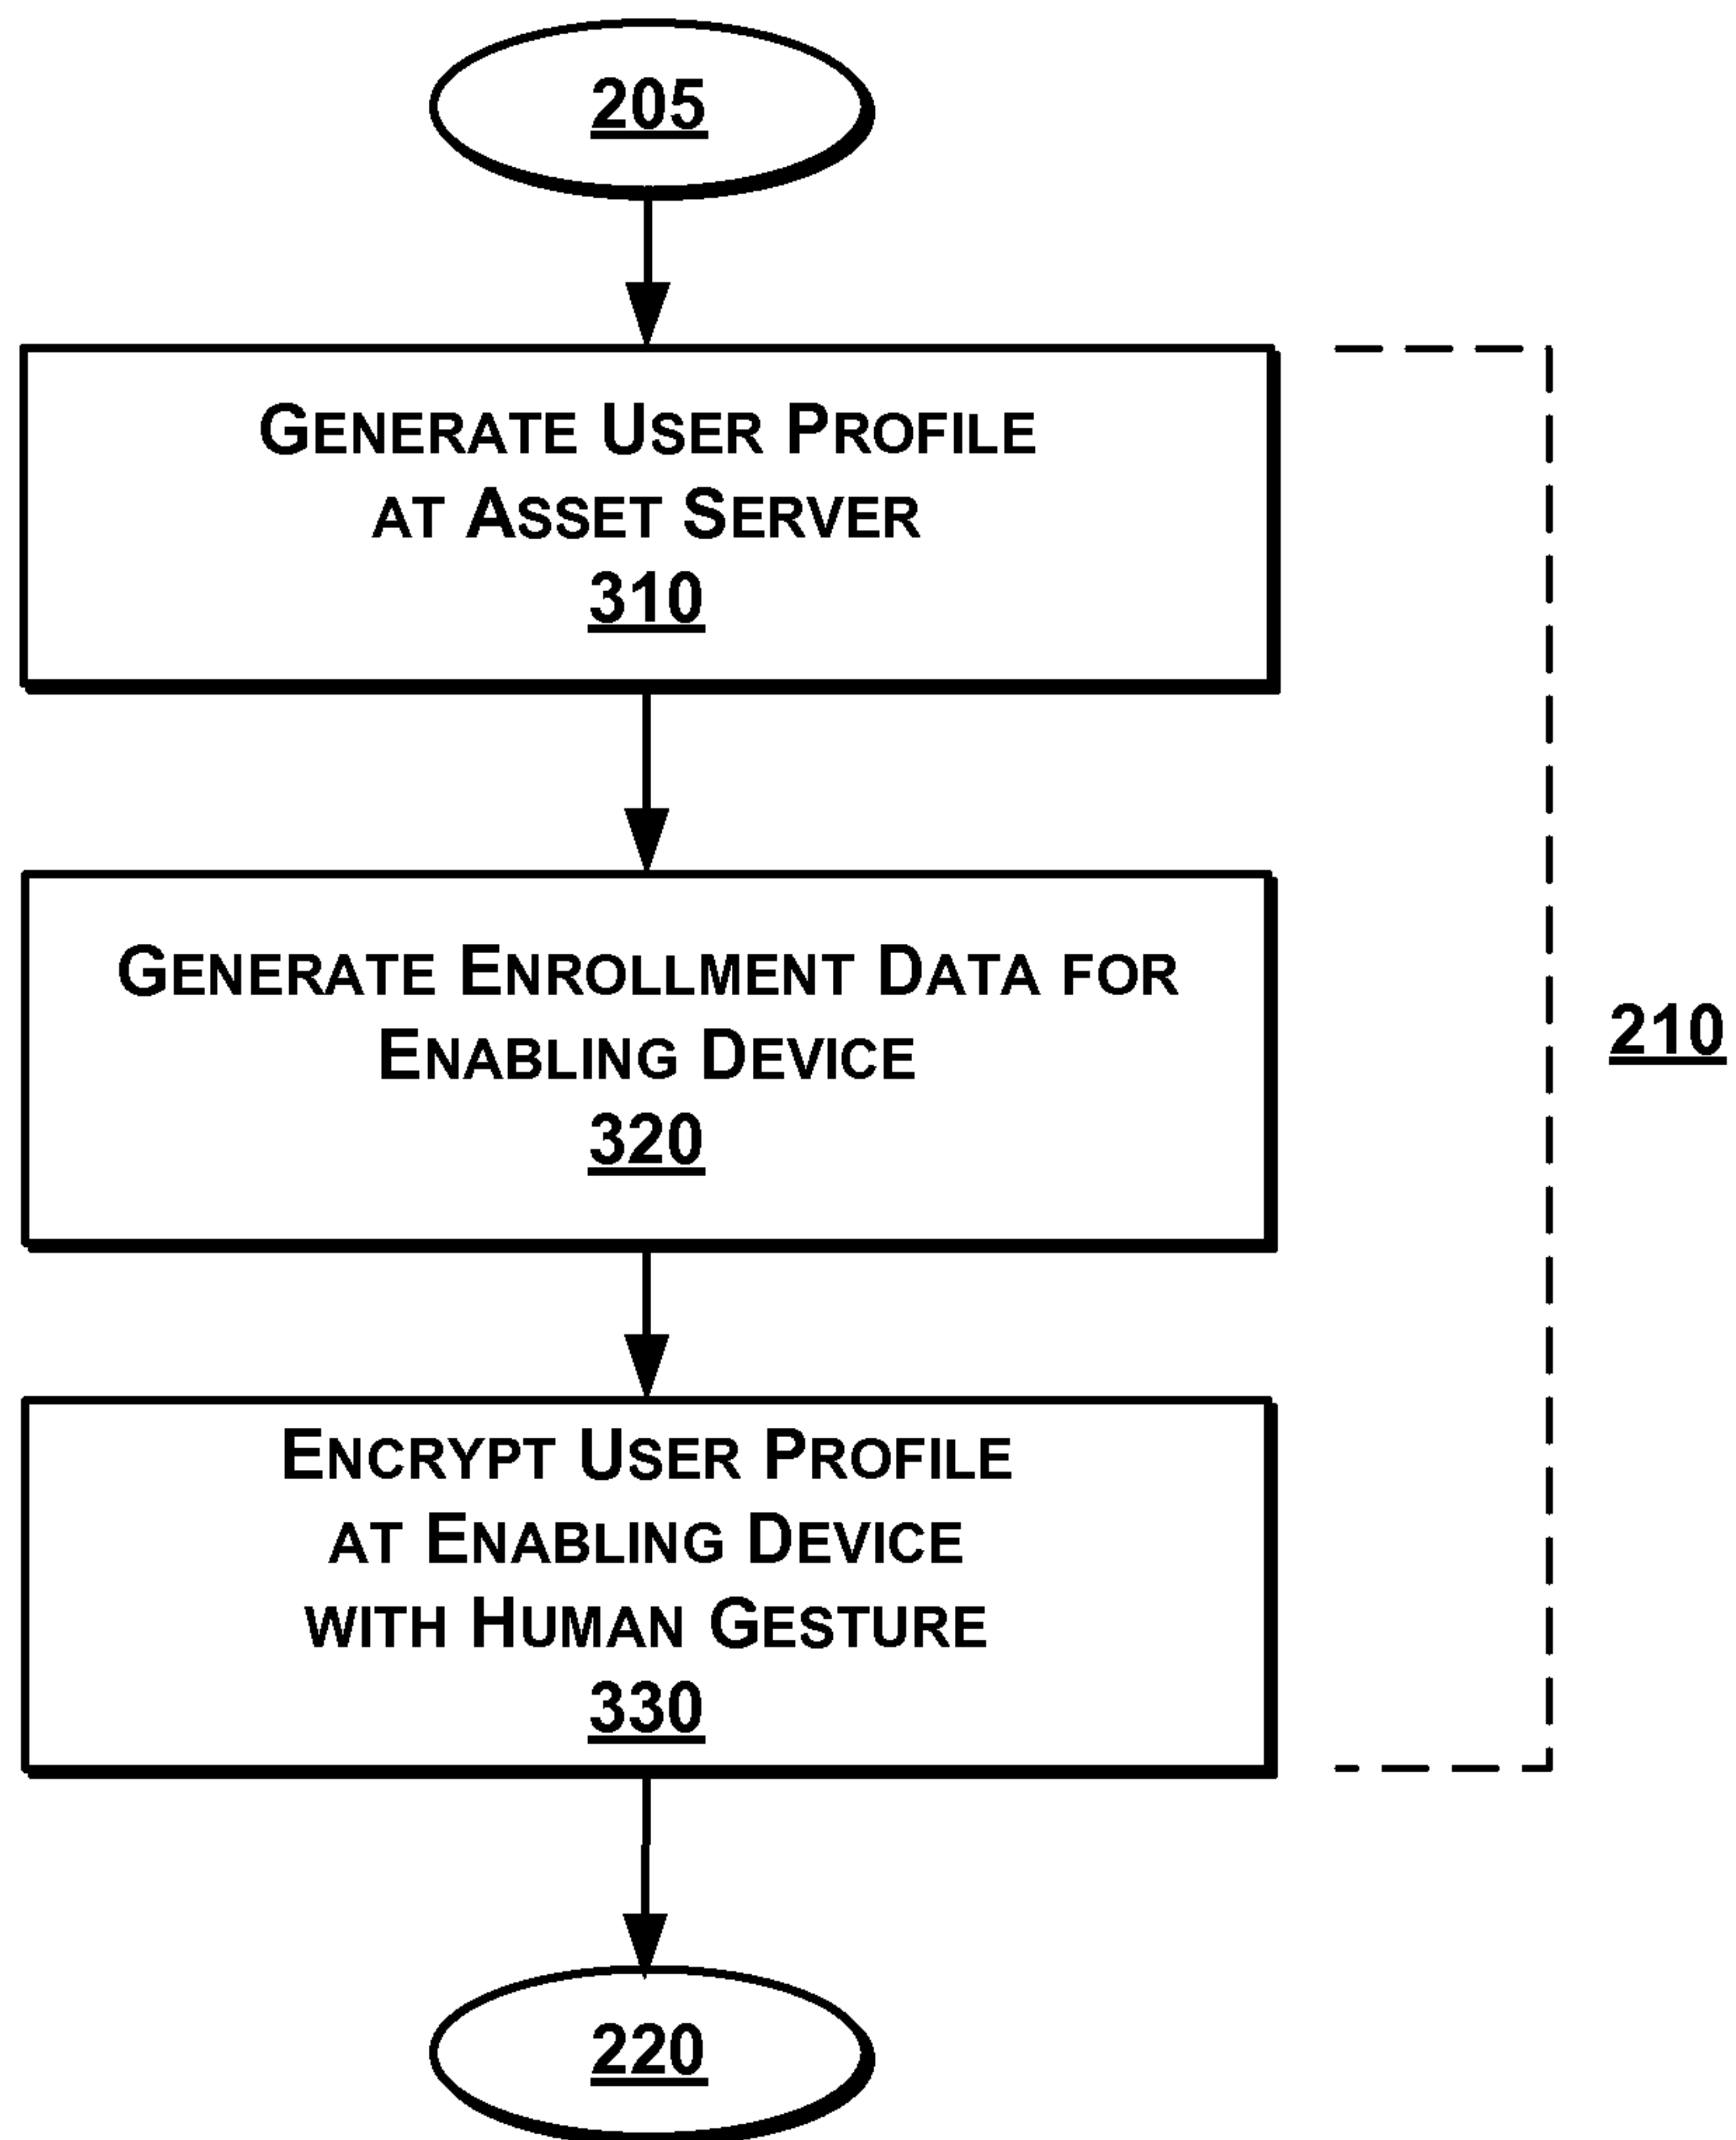 205
GENERATE USER PROFILE
AT ASSET SERVER
310
GENERATE ENROLLMENT DATA FOR
ENABLING DEVICE
320
210
ENCRYPT USER PROFILE
AT ENABLING DEVICE
WITH HUMAN GESTURE
330
220